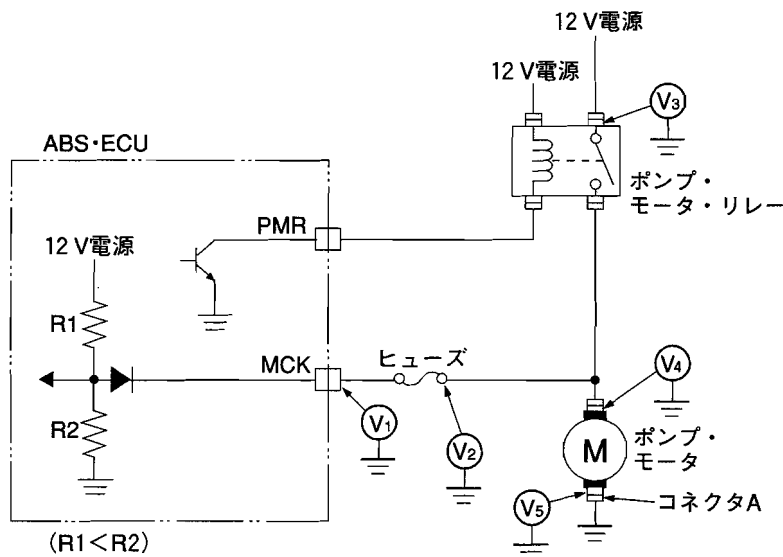 12 V電源
12 V電源
V3
ABS・ECU
ポンプ・
モータ・リレー
PMR
12 V電源
R1
MCK
ヒューズ
V4
R2
V1
V2
M
ポンプ・
モータ
V5
コネクタA
(R1<R2)